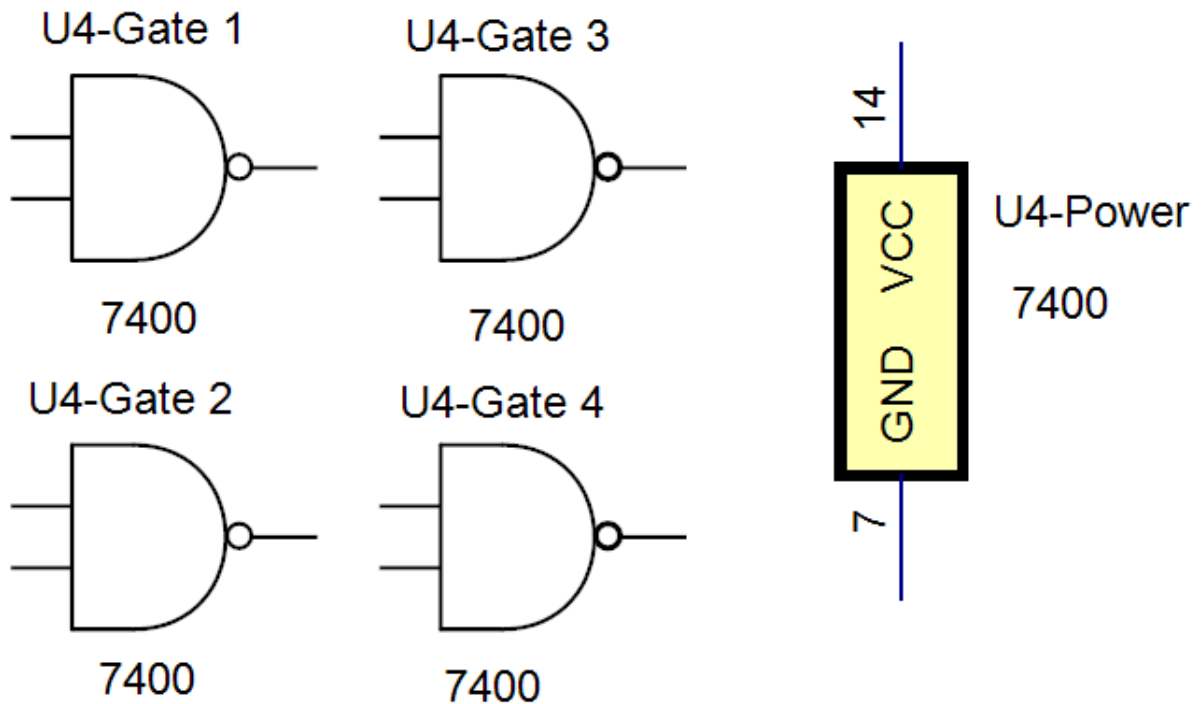 U4-Gate 1
7400
U4-Gate 3
7400
U4-Gate 2
7400
U4-Gate 4
7400
14
VCC
GND
7
U4-Power
7400